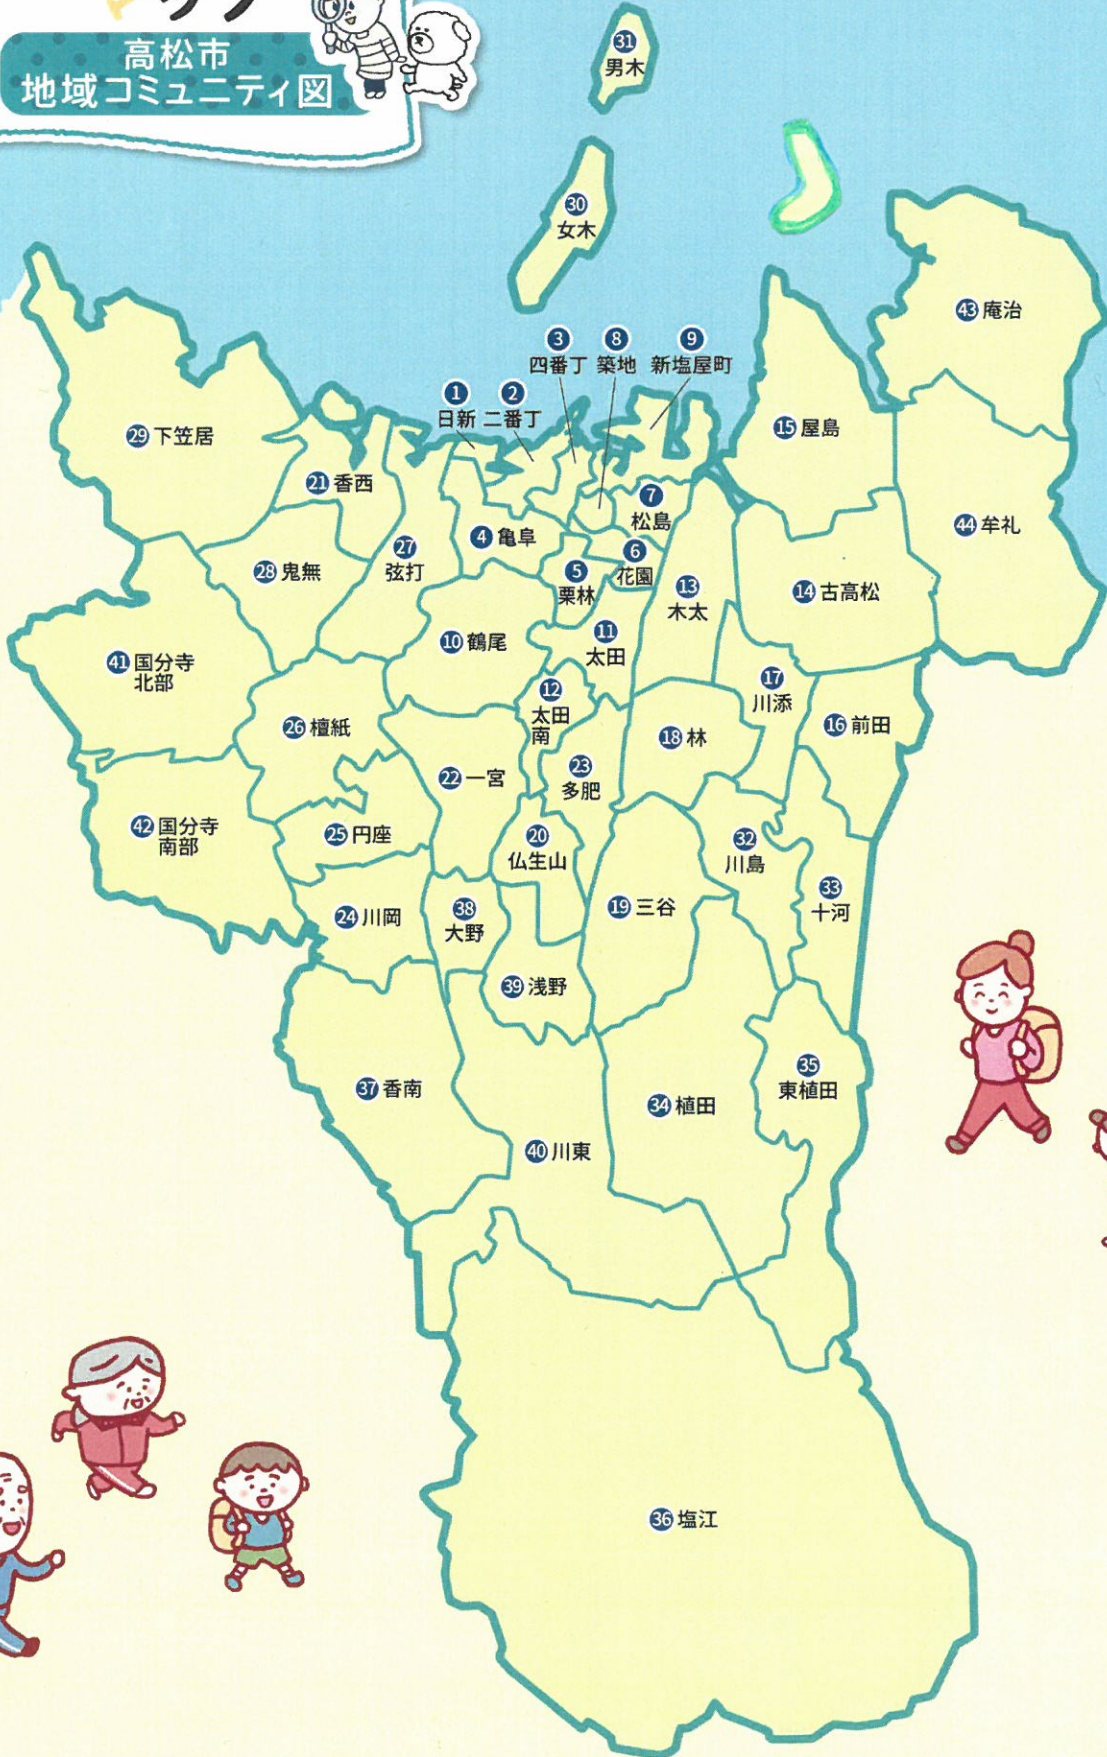 高松市
地域コミュニティ図
31
男木
30
女木
43 庵治
3
四番丁
8
築地
9
新塩屋町
1
日新
2
二番丁
29 下笠居
15 屋島
21 香西
7
松島
44 牟礼
4 亀阜
27
弦打
28 鬼無
6
花園
5
栗林
13
木太
14 古高松
10 鶴尾
11
太田
41 国分寺
北部
17
川添
12
太田
南
26 檀紙
16 前田
18 林
22 一宮
23
多肥
42 国分寺
南部
25 円座
20
仏生山
32
川島
33
十河
24 川岡
38
大野
19 三谷
39 浅野
37 香南
35
東植田
34 植田
40 川東
36 塩江